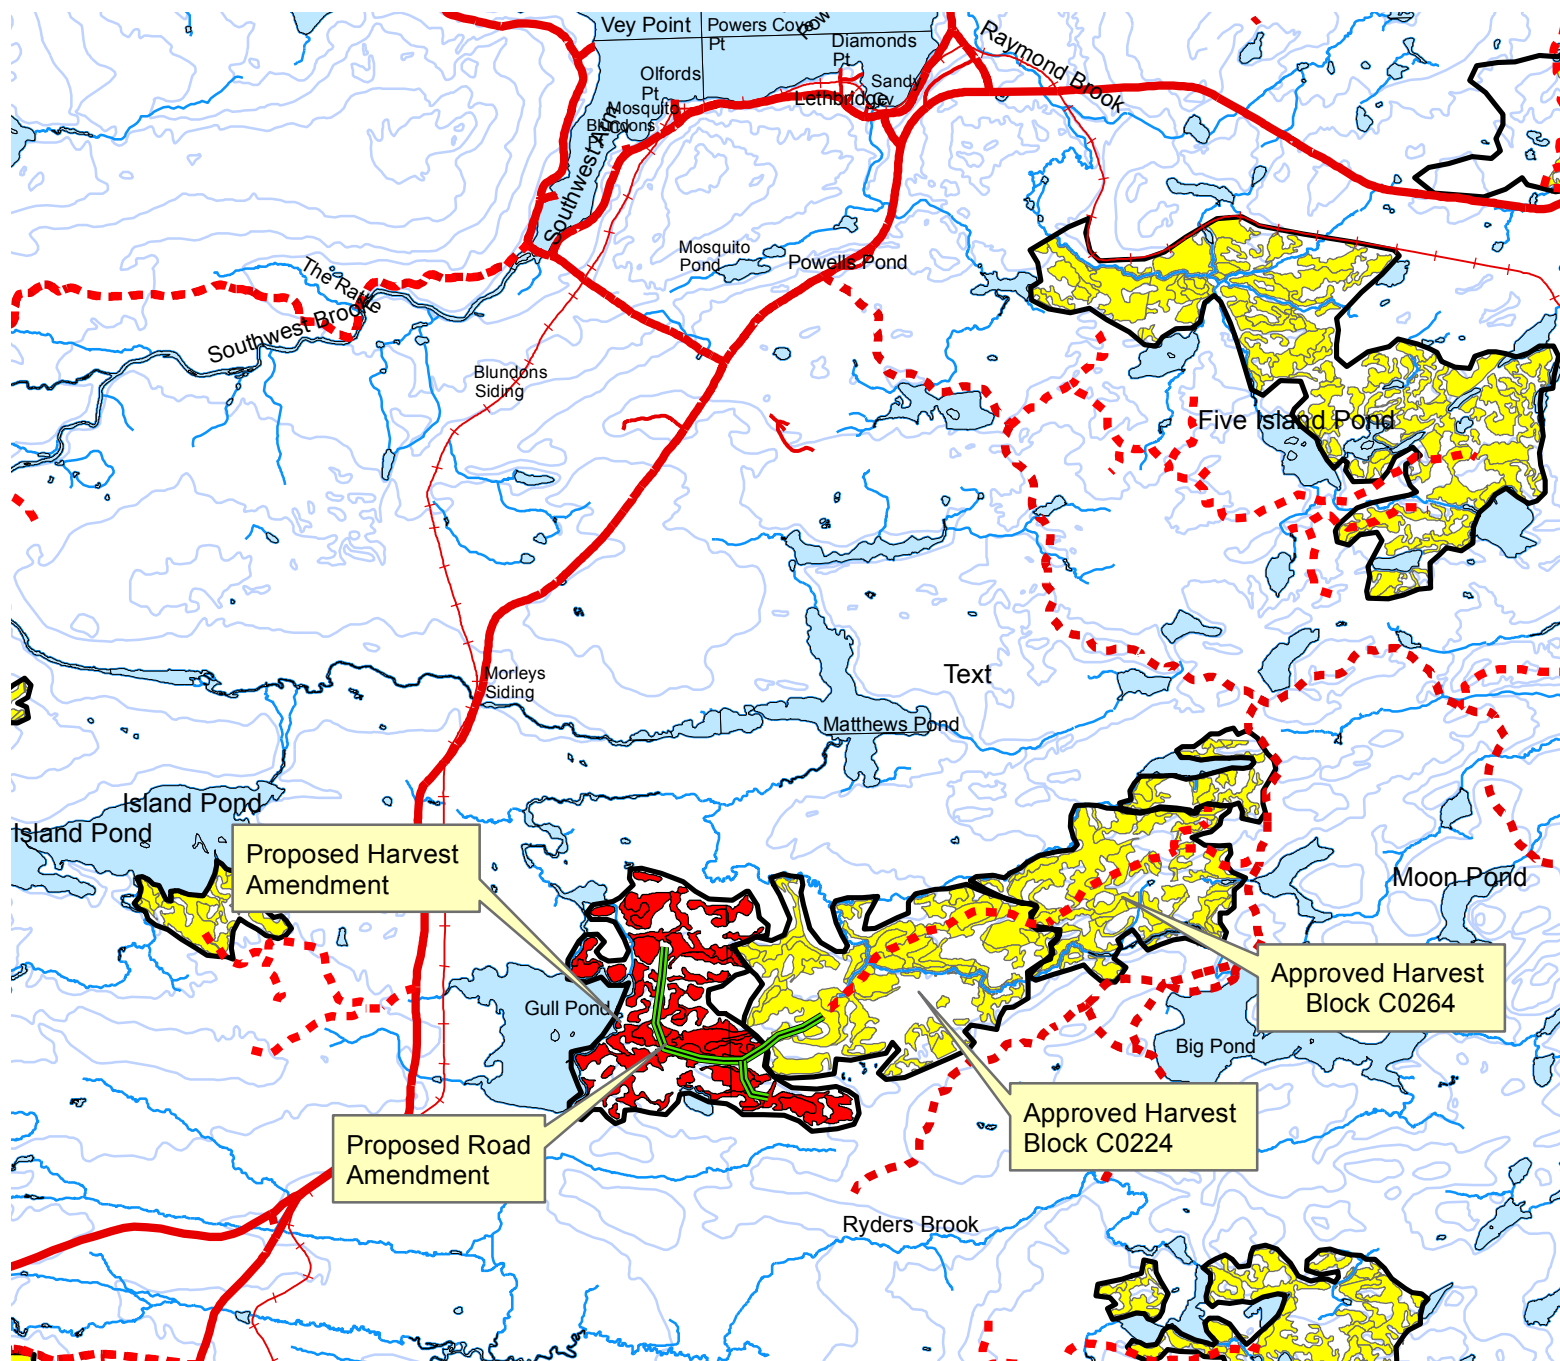 Vey Point
Powers Cove
Pt
Pow
Diamonds
Pt
Raymond Brook
Olfords
Pt
Sandy
Cv
Lethbridge
Mosquito
Blundons
Southwest Arm
Mosquito
Pond
Powells Pond
The Rattle
Southwest Brook
Blundons
Siding
Five Island Pond
Morleys
Siding
Text
Matthews Pond
Island Pond
Island Pond
Proposed Harvest
Amendment
Moon Pond
Approved Harvest
Block C0264
Gull Pond
Big Pond
Approved Harvest
Block C0224
Proposed Road
Amendment
Ryders Brook